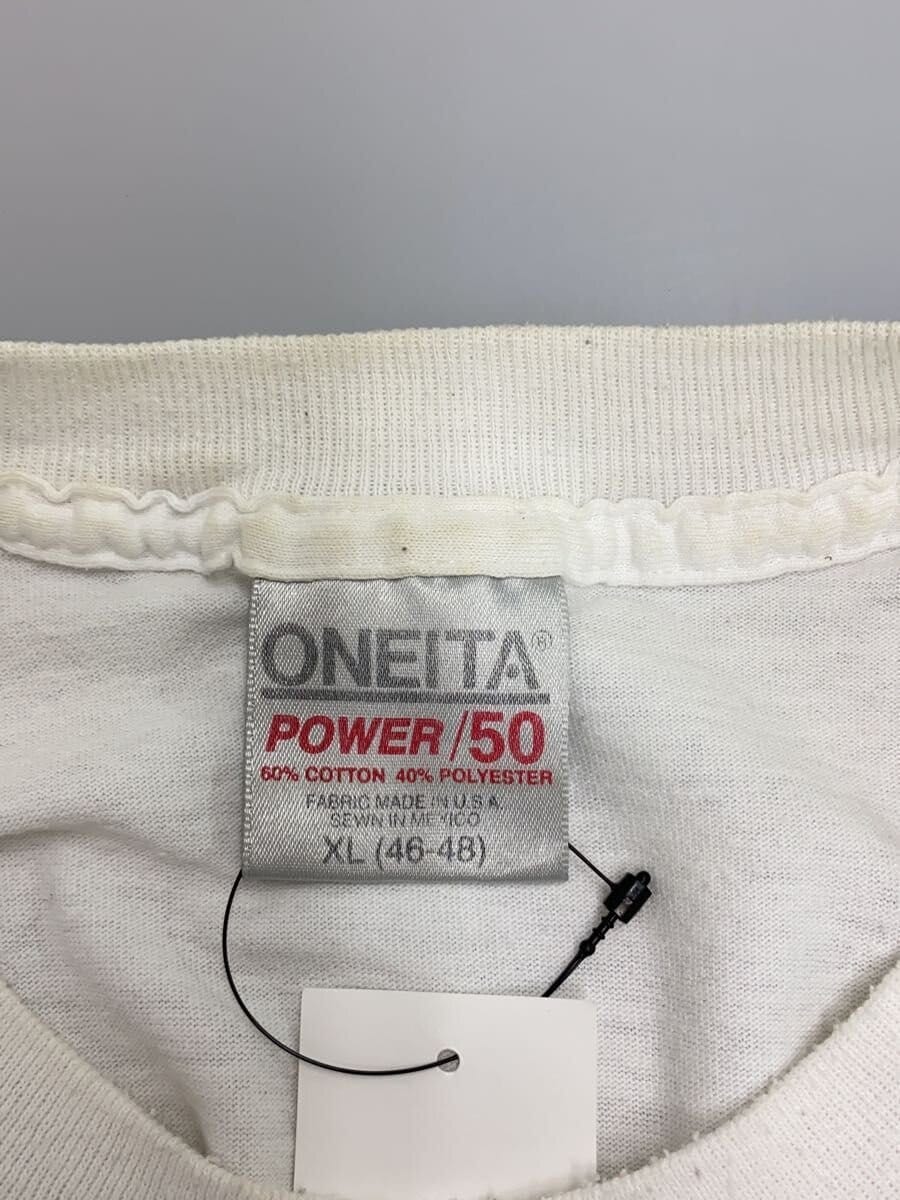 ONEITA®
POWER/50
60% COTTON 40% POLYESTER
FABRIC MADE IN U.S.A.
SEWN IN MEXICO
XL (46-48)